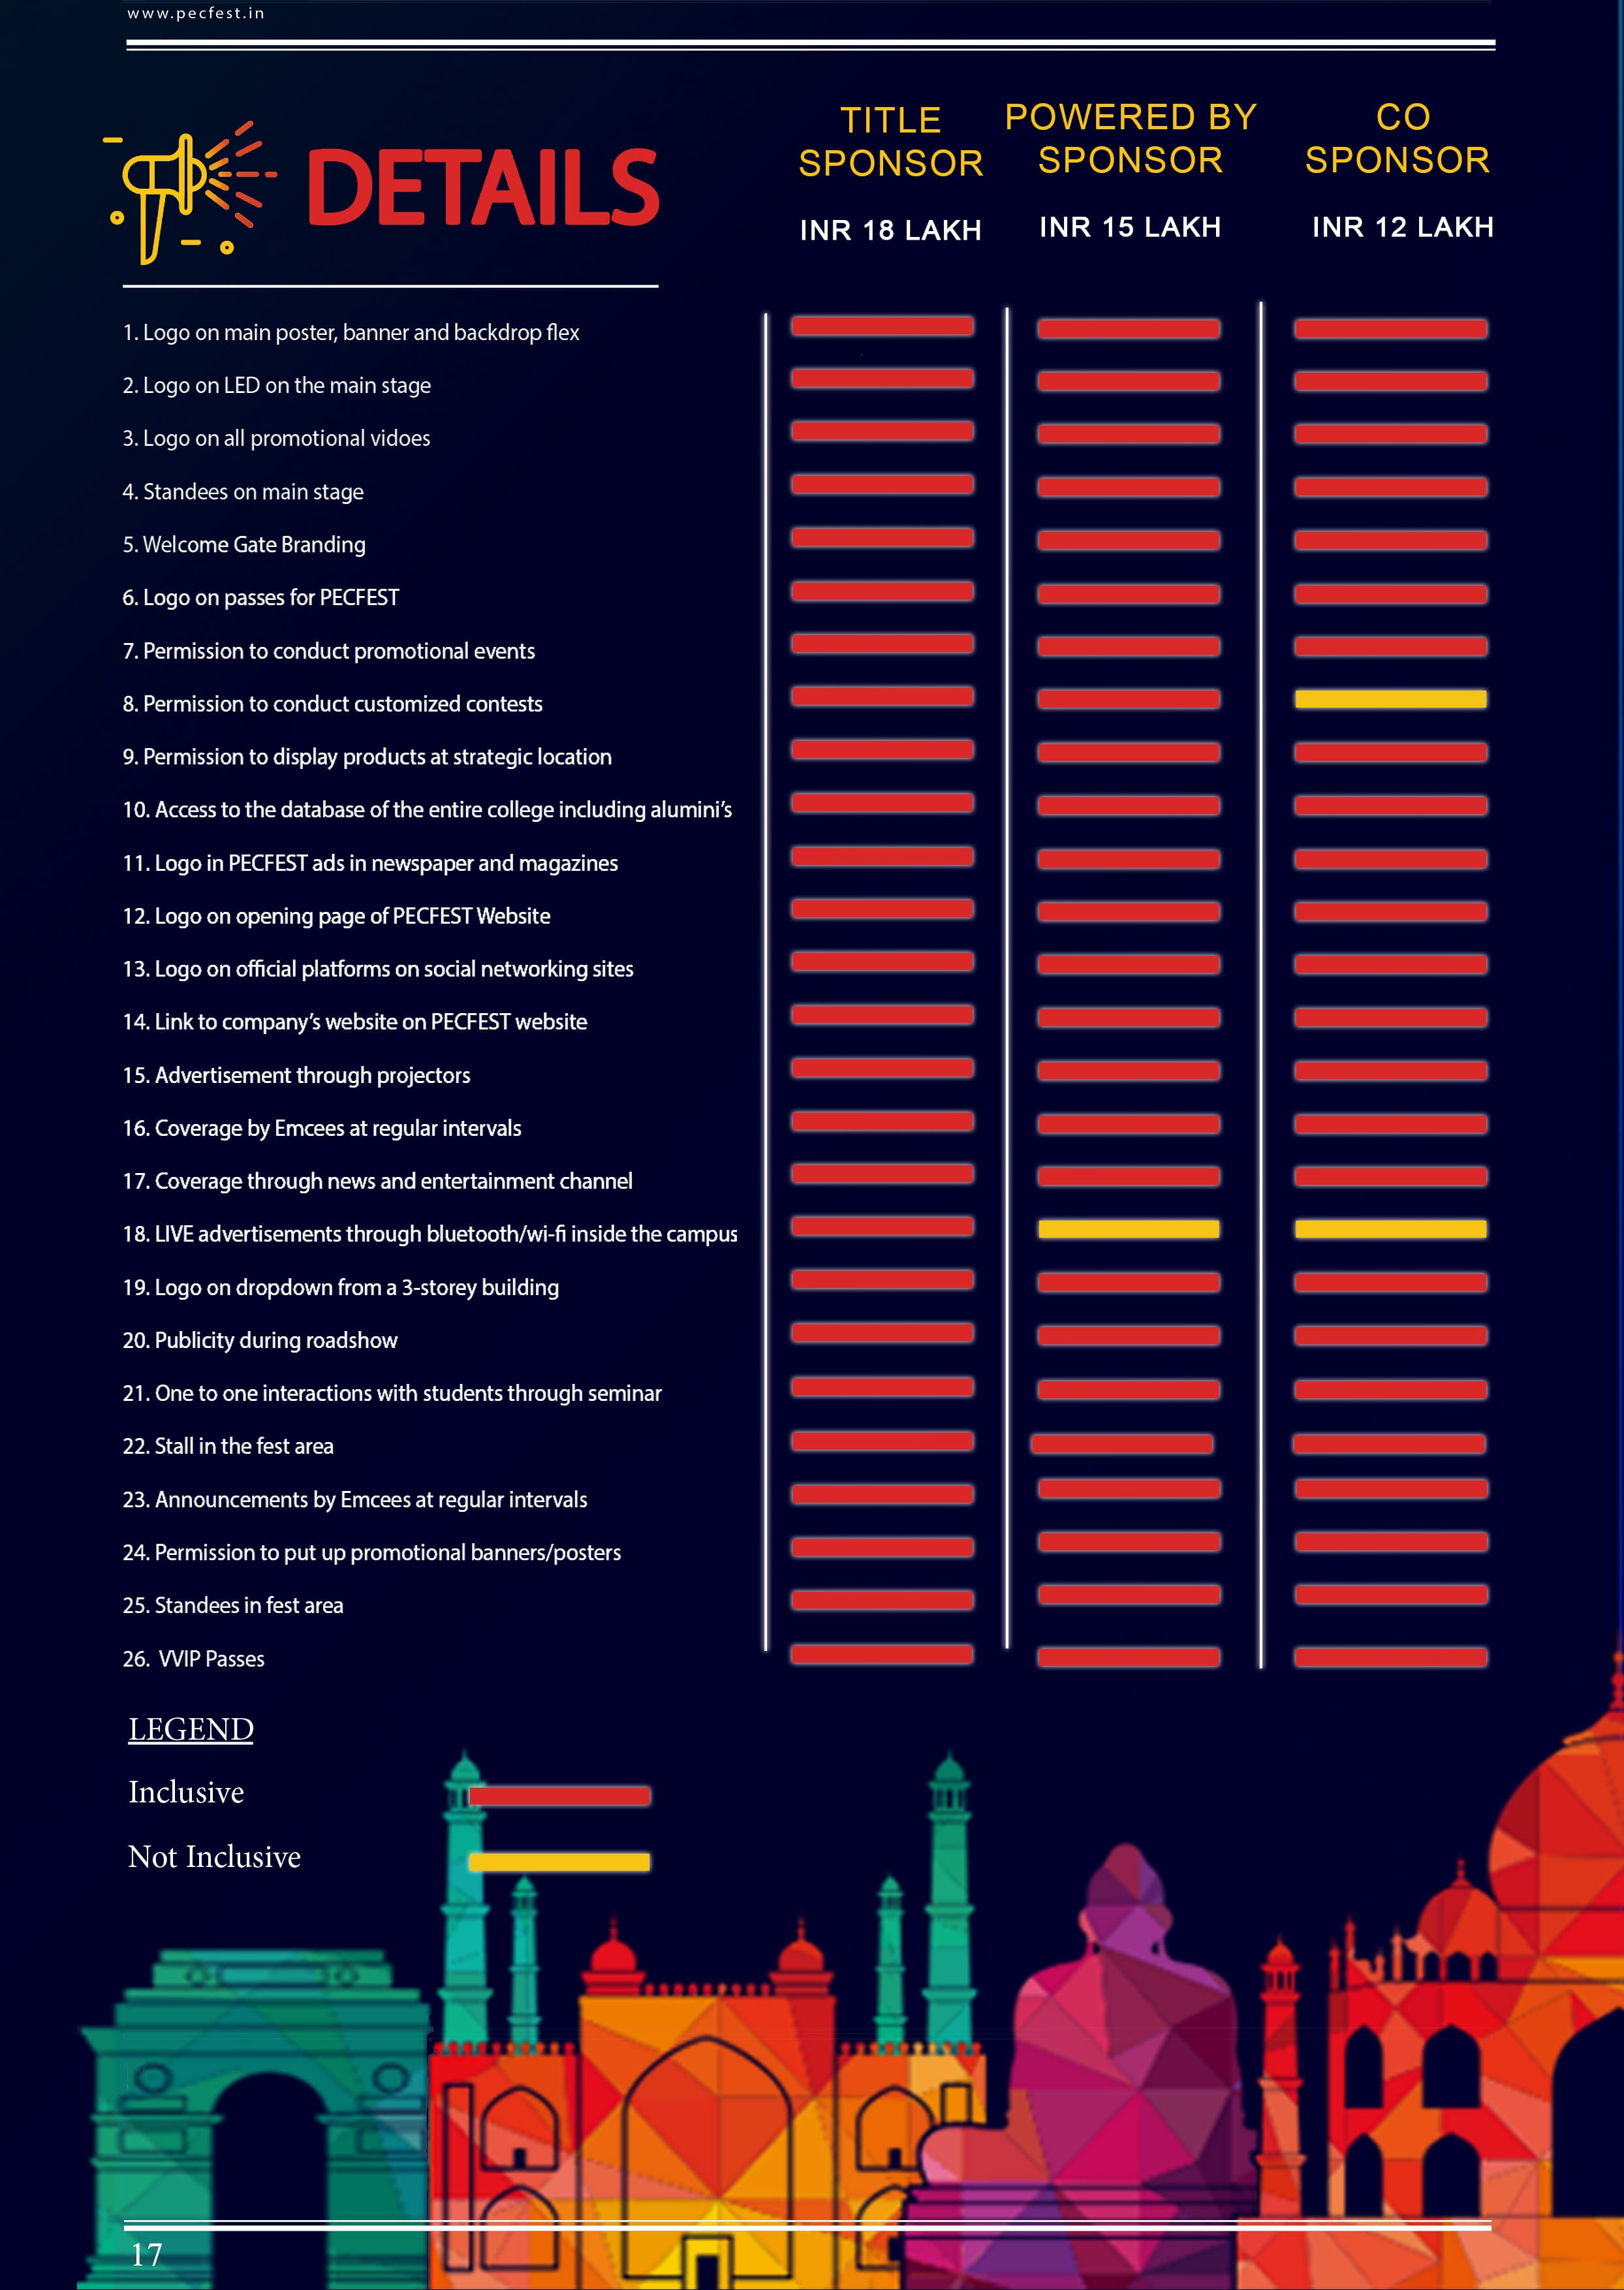 www.pecfest.in
DETAILS
TITLE
SPONSOR
INR 18 LAKH
POWERED BY
SPONSOR
INR 15 LAKH
CO
SPONSOR
INR 12 LAKH
1. Logo on main poster, banner and backdrop flex
2. Logo on LED on the main stage
3. Logo on all promotional vidoes
4. Standees on main stage
5. Welcome Gate Branding
6. Logo on passes for PECFEST
7. Permission to conduct promotional events
8. Permission to conduct customized contests
9. Permission to display products at strategic location
10. Access to the database of the entire college including alumini’s
11. Logo in PECFEST ads in newspaper and magazines
12. Logo on opening page of PECFEST Website
13. Logo on official platforms on social networking sites
14. Link to company’s website on PECFEST website
15. Advertisement through projectors
16. Coverage by Emcees at regular intervals
17. Coverage through news and entertainment channel
18. LIVE advertisements through bluetooth/wi-fi inside the campus
19. Logo on dropdown from a 3-storey building
20. Publicity during roadshow
21. One to one interactions with students through seminar
22. Stall in the fest area
23. Announcements by Emcees at regular intervals
24. Permission to put up promotional banners/posters
25. Standees in fest area
26. VVIP Passes
LEGEND
Inclusive
Not Inclusive
17